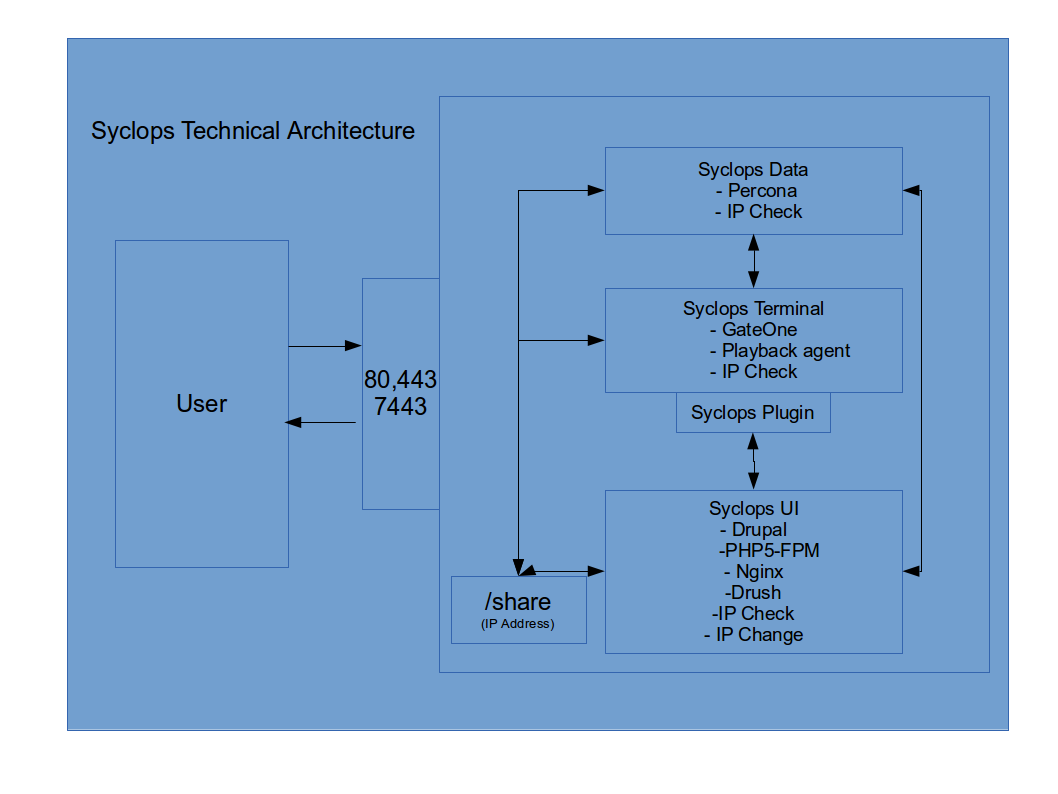 Syclops Technical Architecture
User
80,443
7443
Syclops Data
- Percona
- IP Check
Syclops Terminal
- GateOne
- Playback agent
- IP Check
Syclops Plugin
Syclops UI
- Drupal
-PHP5-FPM
- Nginx
-Drush
-IP Check
- IP Change
/share
(IP Address)